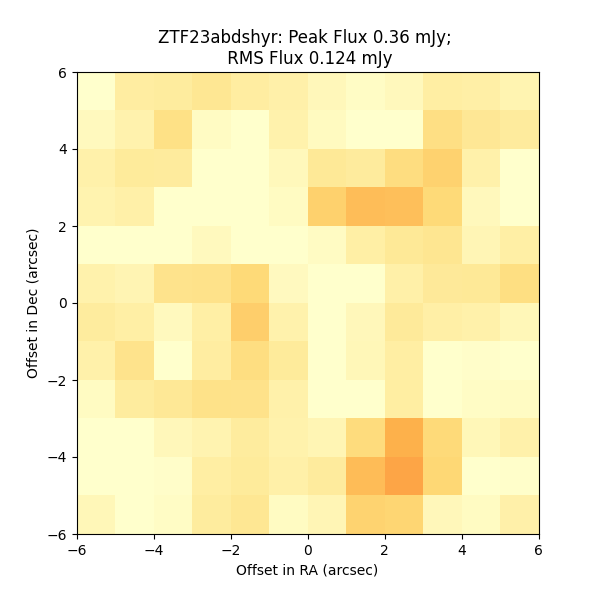 ZTF23abdshyr: Peak Flux 0.36 mJy;
RMS Flux 0.124 mJy
6
4
2
0
−2
−4
−6
Offset in Dec (arcsec)
−6 −4 −2 0 2 4 6
Offset in RA (arcsec)